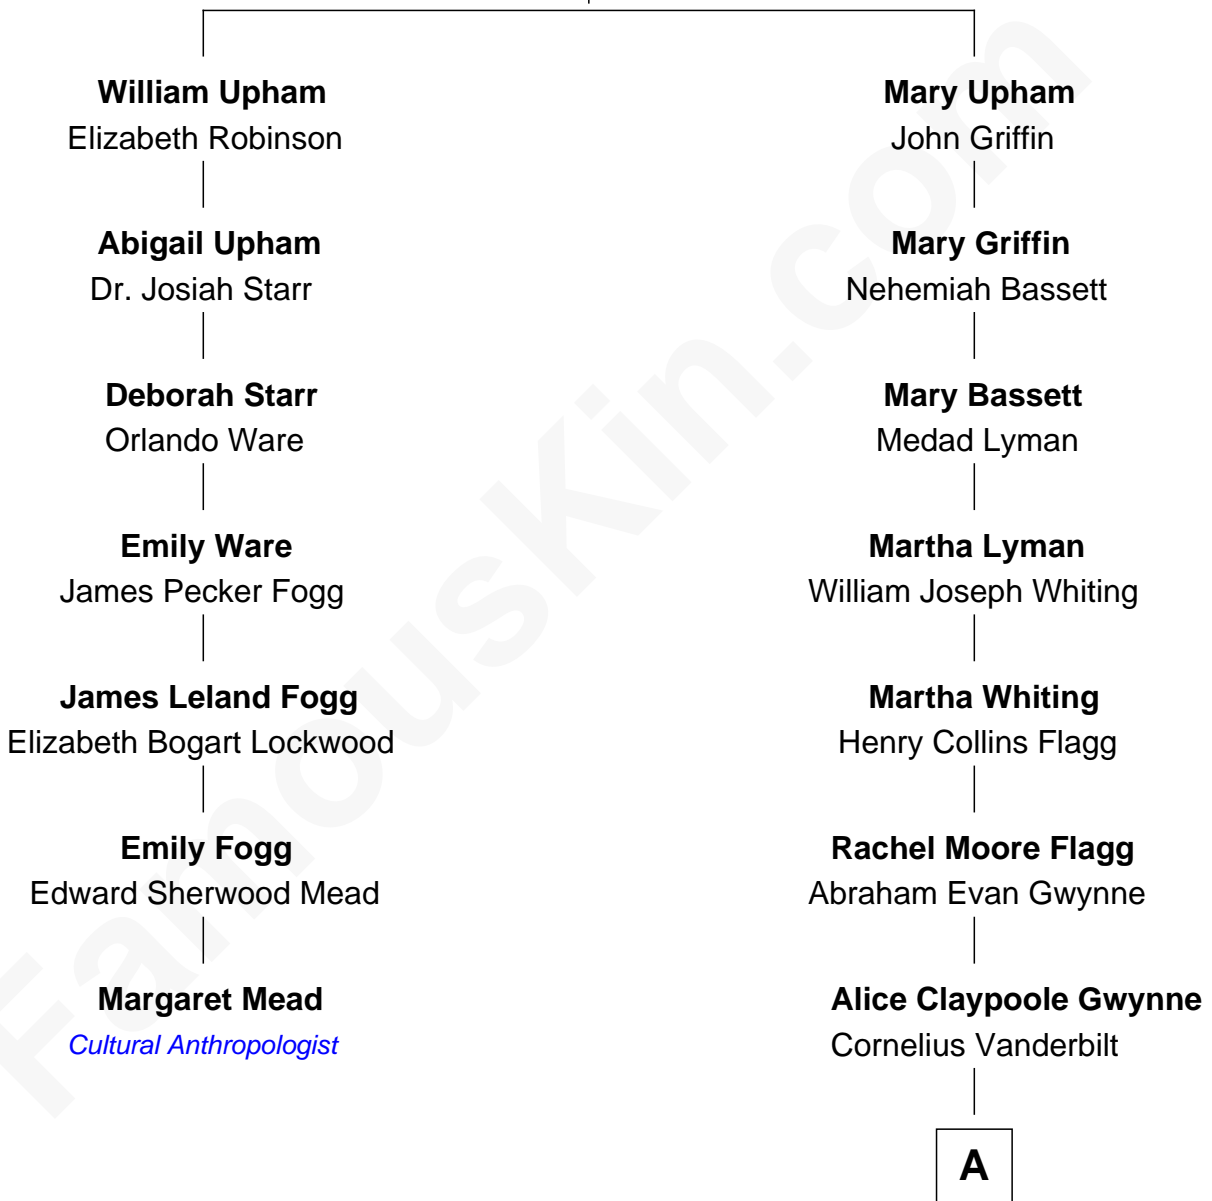 William Upham
Elizabeth Robinson
Abigail Upham
Dr. Josiah Starr
Deborah Starr
Orlando Ware
Emily Ware
James Pecker Fogg
James Leland Fogg
Elizabeth Bogart Lockwood
Emily Fogg
Edward Sherwood Mead
Margaret Mead
Cultural Anthropologist
Mary Upham
John Griffin
Mary Griffin
Nehemiah Bassett
Mary Bassett
Medad Lyman
Martha Lyman
William Joseph Whiting
Martha Whiting
Henry Collins Flagg
Rachel Moore Flagg
Abraham Evan Gwynne
Alice Claypoole Gwynne
Cornelius Vanderbilt
A
FamousKin.com